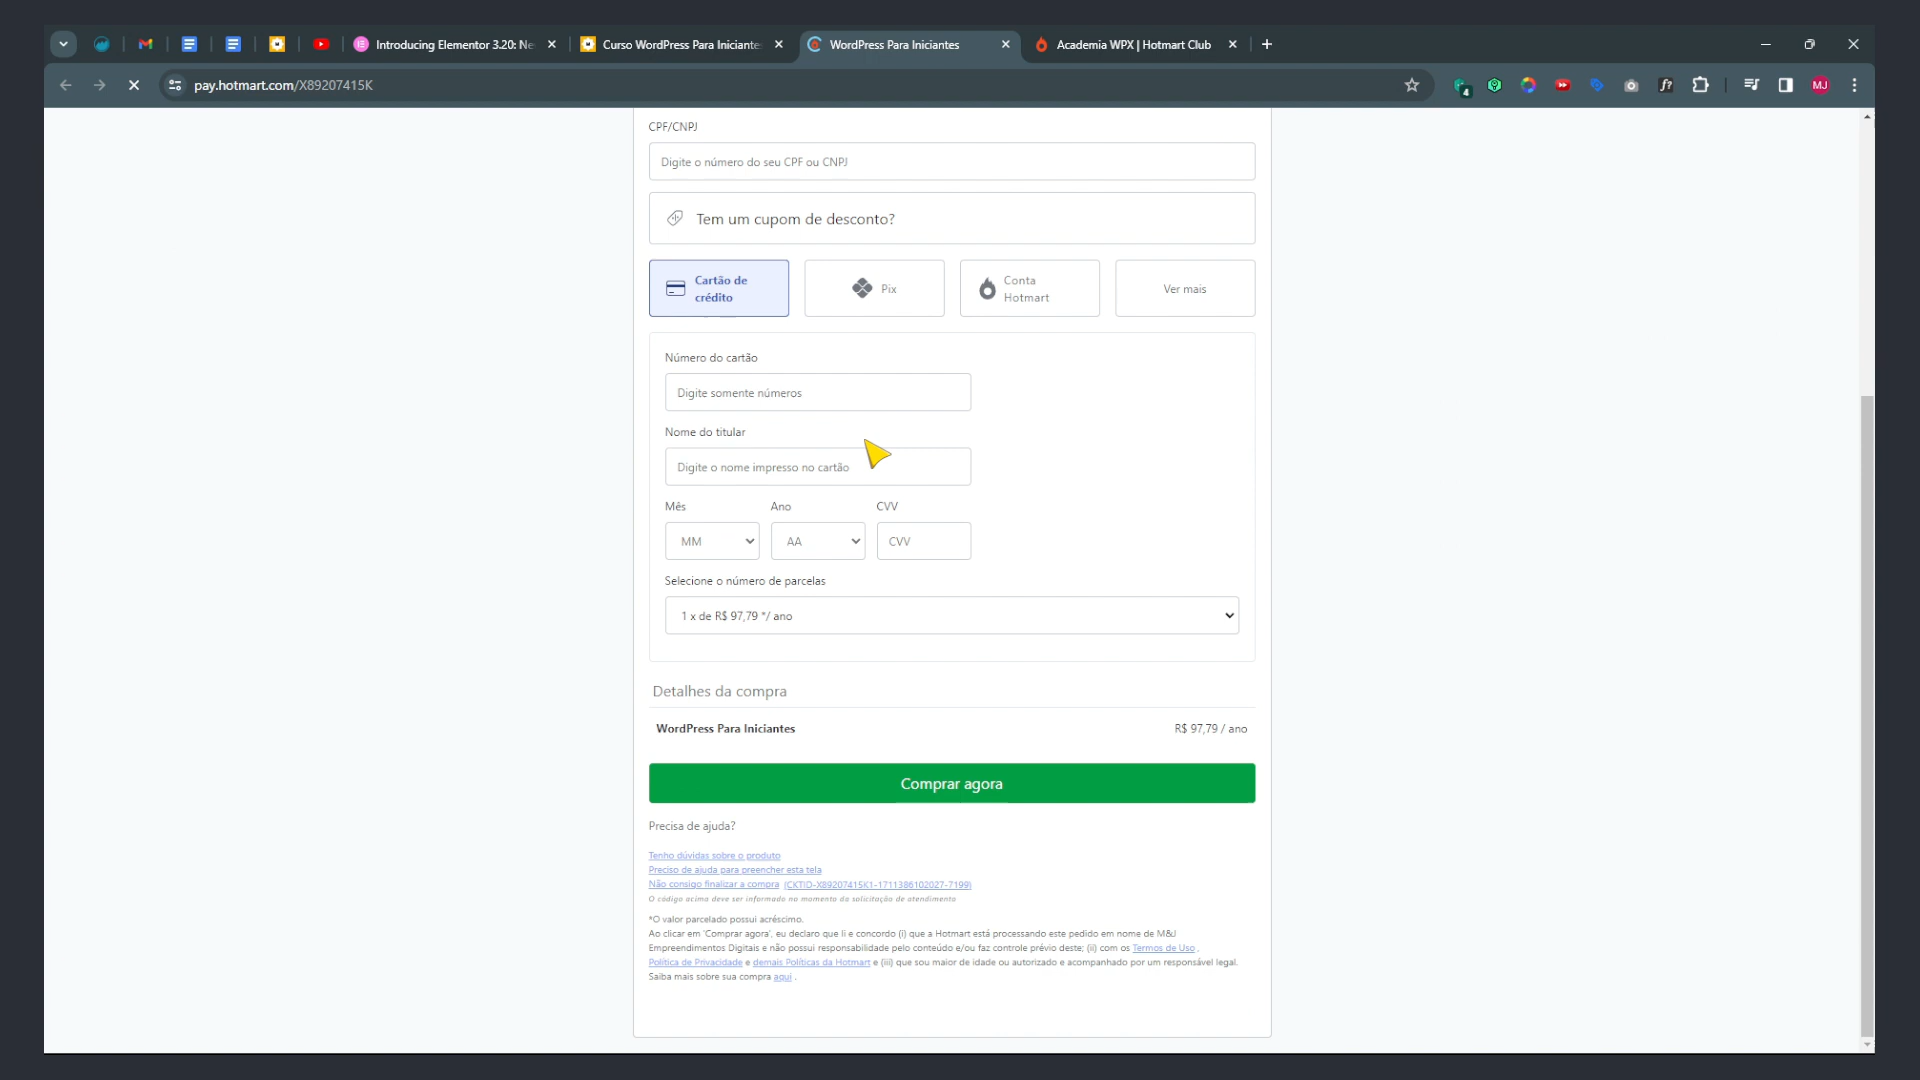 Introducing Elementor 3.20: Ne
Curso WordPress Para Iniciante
WordPress Para Iniciantes
Academia WPX | Hotmart Club
pay.hotmart.com/X89207415K
4
f?
MJ
CPF/CNPJ
Digite o número do seu CPF ou CNPJ
Tem um cupom de desconto?
Cartão de
crédito
Pix
Conta
Hotmart
Ver mais
Número do cartão
Digite somente números
Nome do titular
Digite o nome impresso no cartão
Mês Ano CVV
MM AA CVV
Selecione o número de parcelas
1 x de R$ 97,79 */ ano
Detalhes da compra
WordPress Para Iniciantes R$ 97,79 / ano
Comprar agora
Precisa de ajuda?
Tenho dúvidas sobre o produto
Preciso de ajuda para preencher esta tela
Não consigo finalizar a compra (CKTID-X89207415K1-1711386102027-7199)
O código acima deve ser informado no momento da solicitação de atendimento
*O valor parcelado possui acréscimo.
Ao clicar em 'Comprar agora', eu declaro que li e concordo (i) que a Hotmart está processando este pedido em nome de M&J
Empreendimentos Digitais e não possui responsabilidade pelo conteúdo e/ou faz controle prévio deste; (ii) com os Termos de Uso ,
Política de Privacidade e demais Políticas da Hotmart e (iii) que sou maior de idade ou autorizado e acompanhado por um responsável legal.
Saiba mais sobre sua compra aqui .